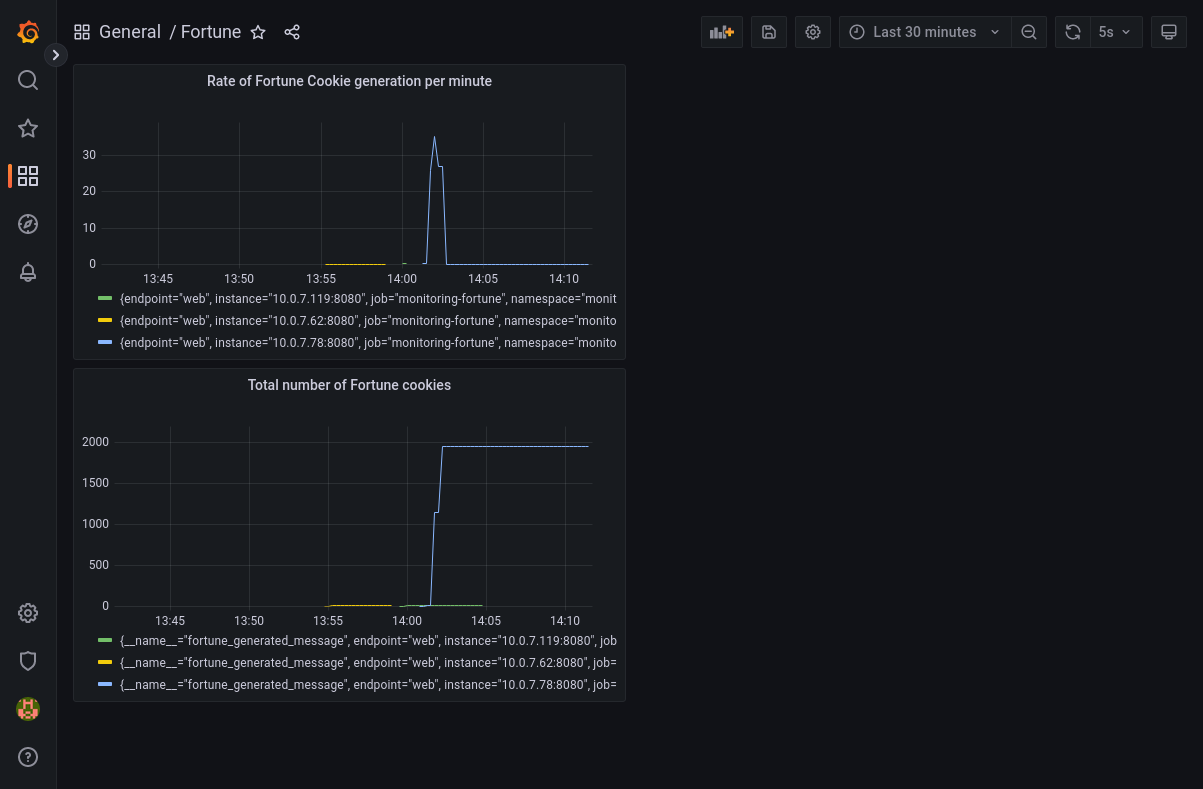 General / Fortune
Last 30 minutes
5s
Rate of Fortune Cookie generation per minute
30
20
10
0
13:45 13:50 13:55 14:00 14:05 14:10
{endpoint="web", instance="10.0.7.119:8080", job="monitoring-fortune", namespace="monit
{endpoint="web", instance="10.0.7.62:8080", job="monitoring-fortune", namespace="monito
{endpoint="web", instance="10.0.7.78:8080", job="monitoring-fortune", namespace="monito
Total number of Fortune cookies
2000
1500
1000
500
0
13:45 13:50 13:55 14:00 14:05 14:10
{__name__="fortune_generated_message", endpoint="web", instance="10.0.7.119:8080", job
{__name__="fortune_generated_message", endpoint="web", instance="10.0.7.62:8080", job=
{__name__="fortune_generated_message", endpoint="web", instance="10.0.7.78:8080", job=